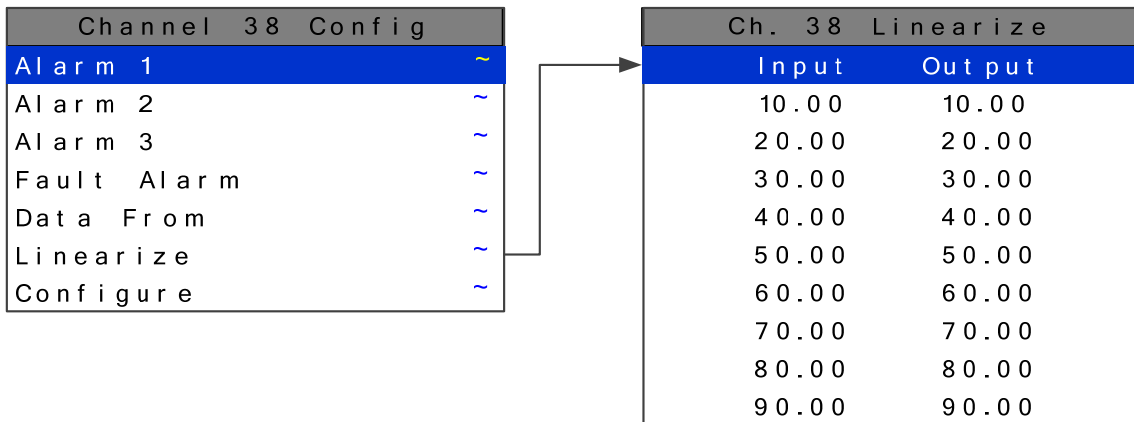 Channel 38 Config
Alarm 1 ~
Alarm 2 ~
Alarm 3 ~
Fault Alarm ~
Data From ~
Linearize ~
Configure ~
Ch. 38 Linearize
Input Output
10.00 10.00
20.00 20.00
30.00 30.00
40.00 40.00
50.00 50.00
60.00 60.00
70.00 70.00
80.00 80.00
90.00 90.00